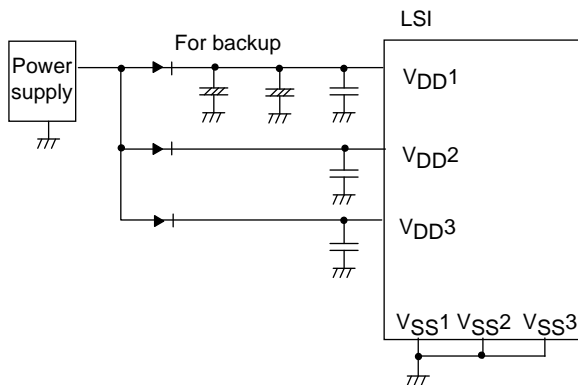 LSI
For backup
Power
supply
VDD1
VDD2
VDD3
VSS1 VSS2 VSS3